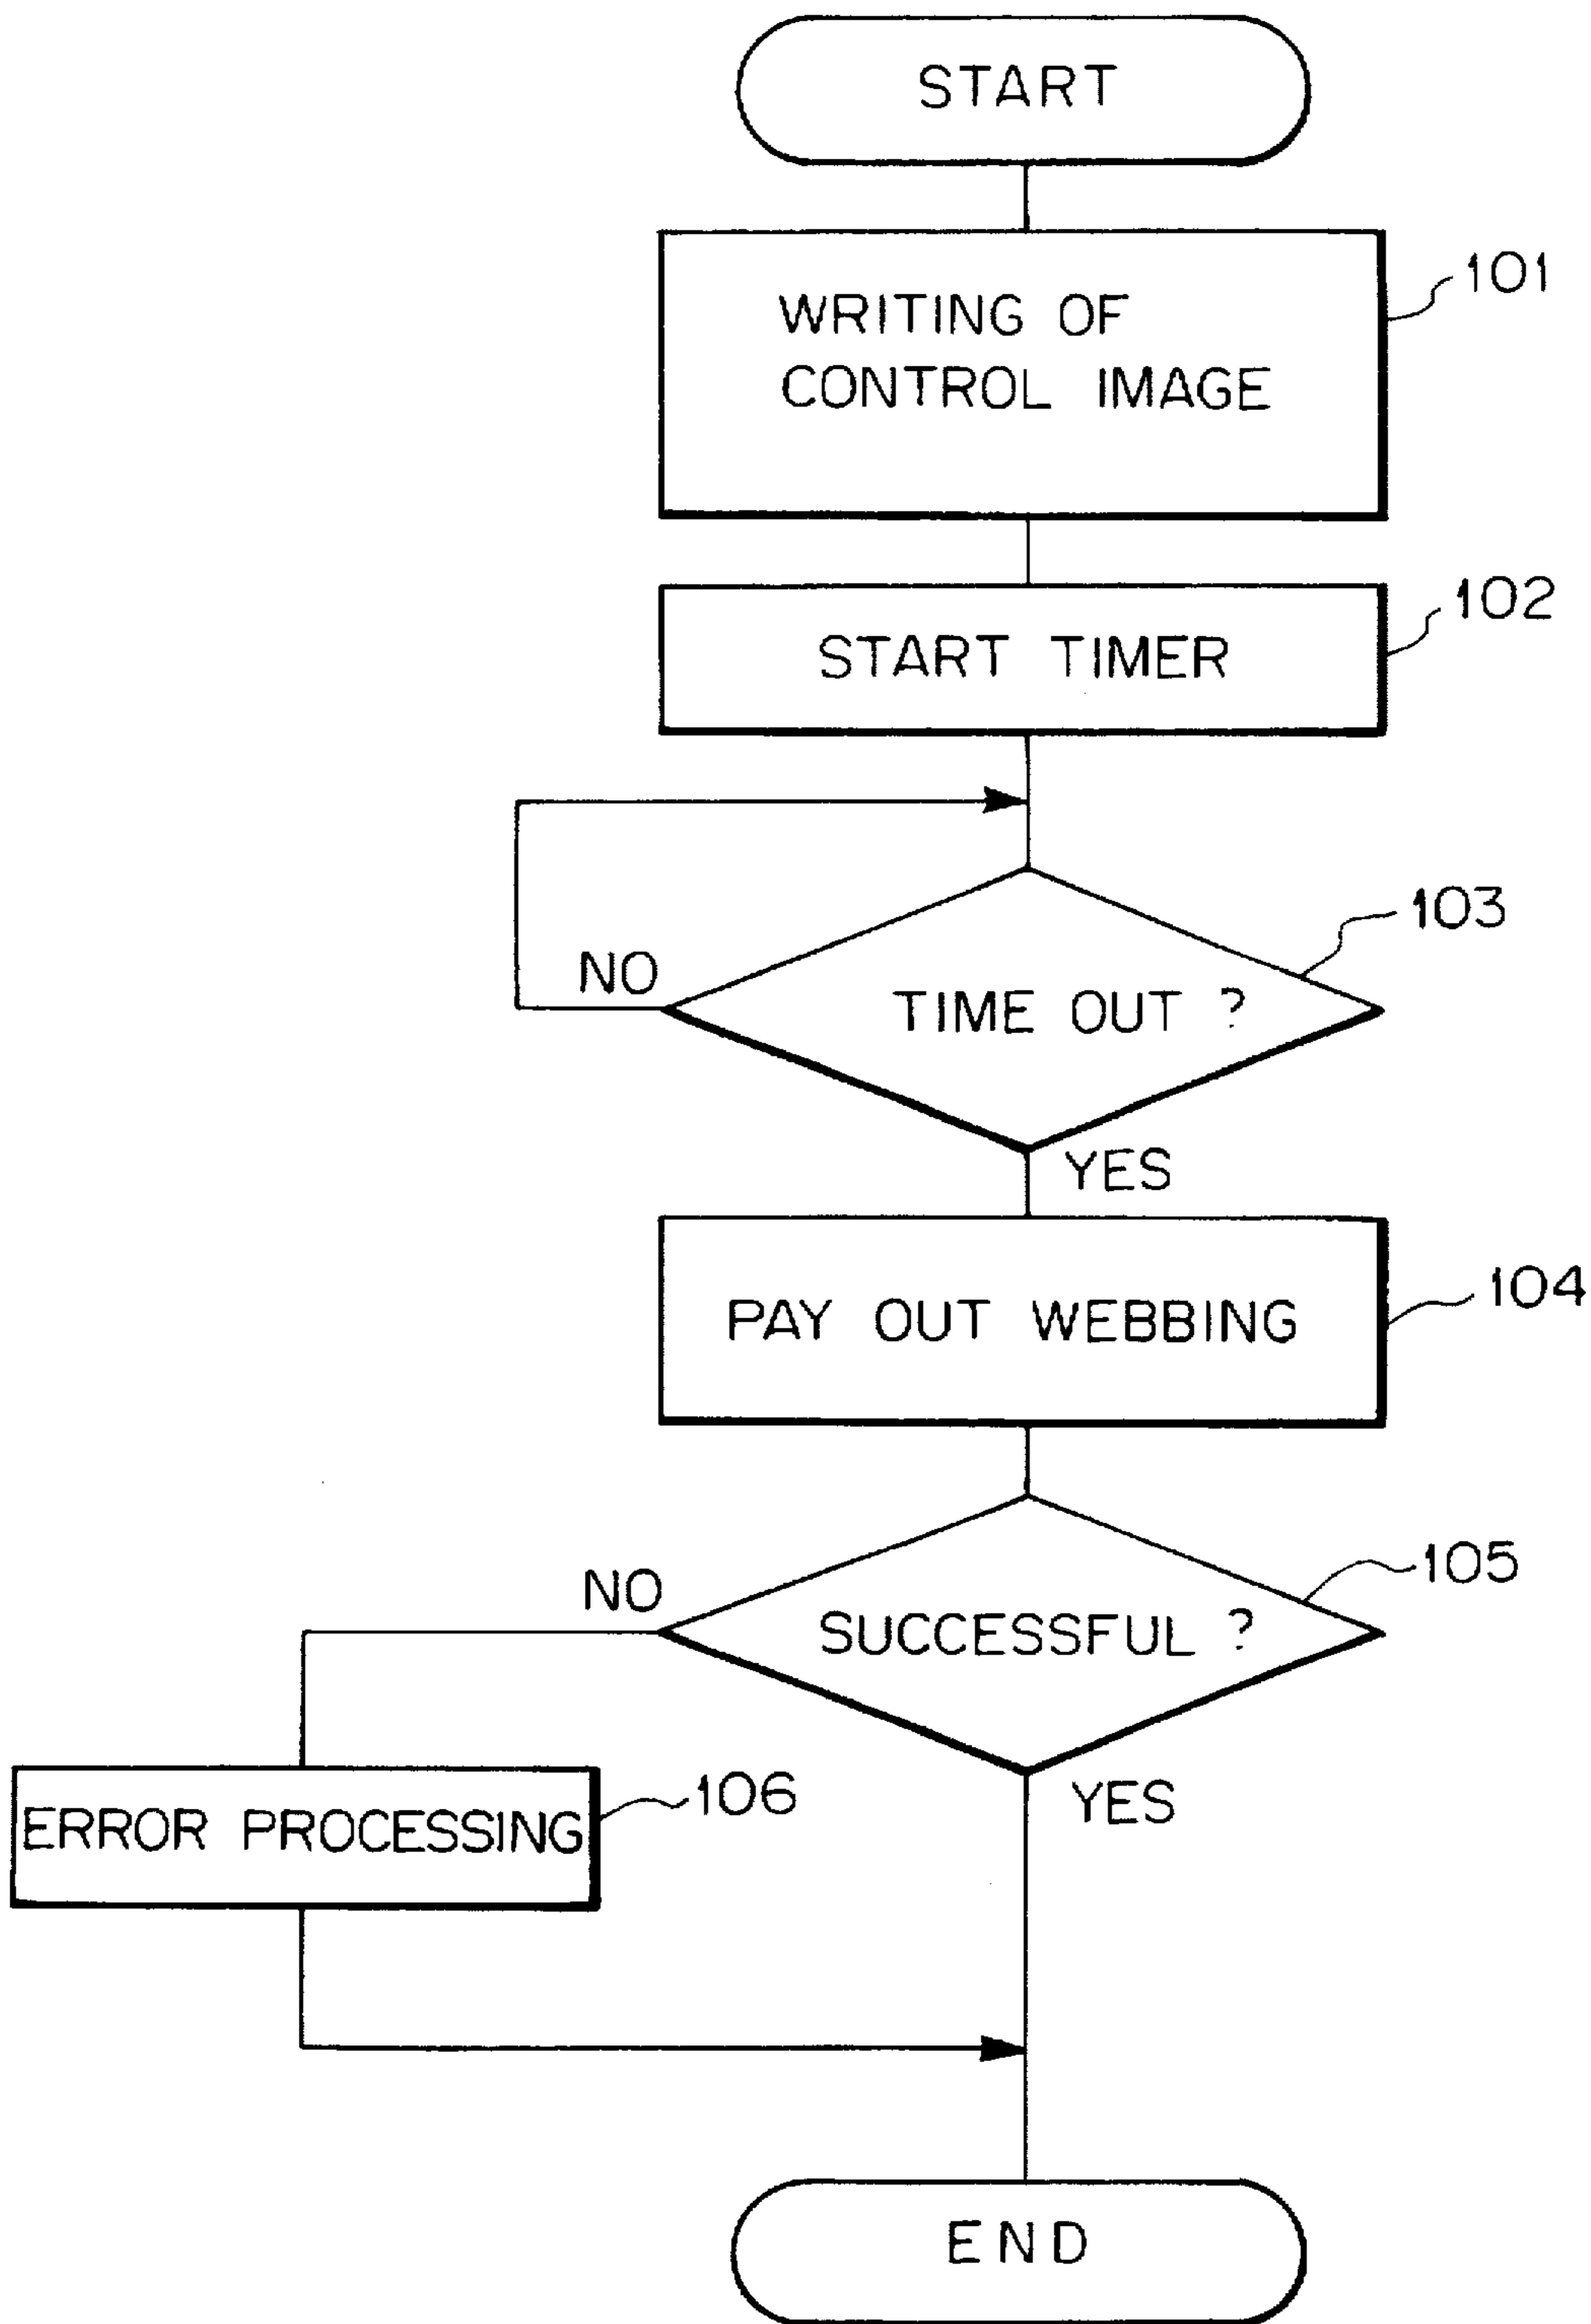 START
WRITING OF
CONTROL IMAGE
101
START TIMER
102
103
NO
TIME OUT ?
YES
PAY OUT WEBBING
104
105
NO
SUCCESSFUL ?
YES
ERROR PROCESSING
106
END